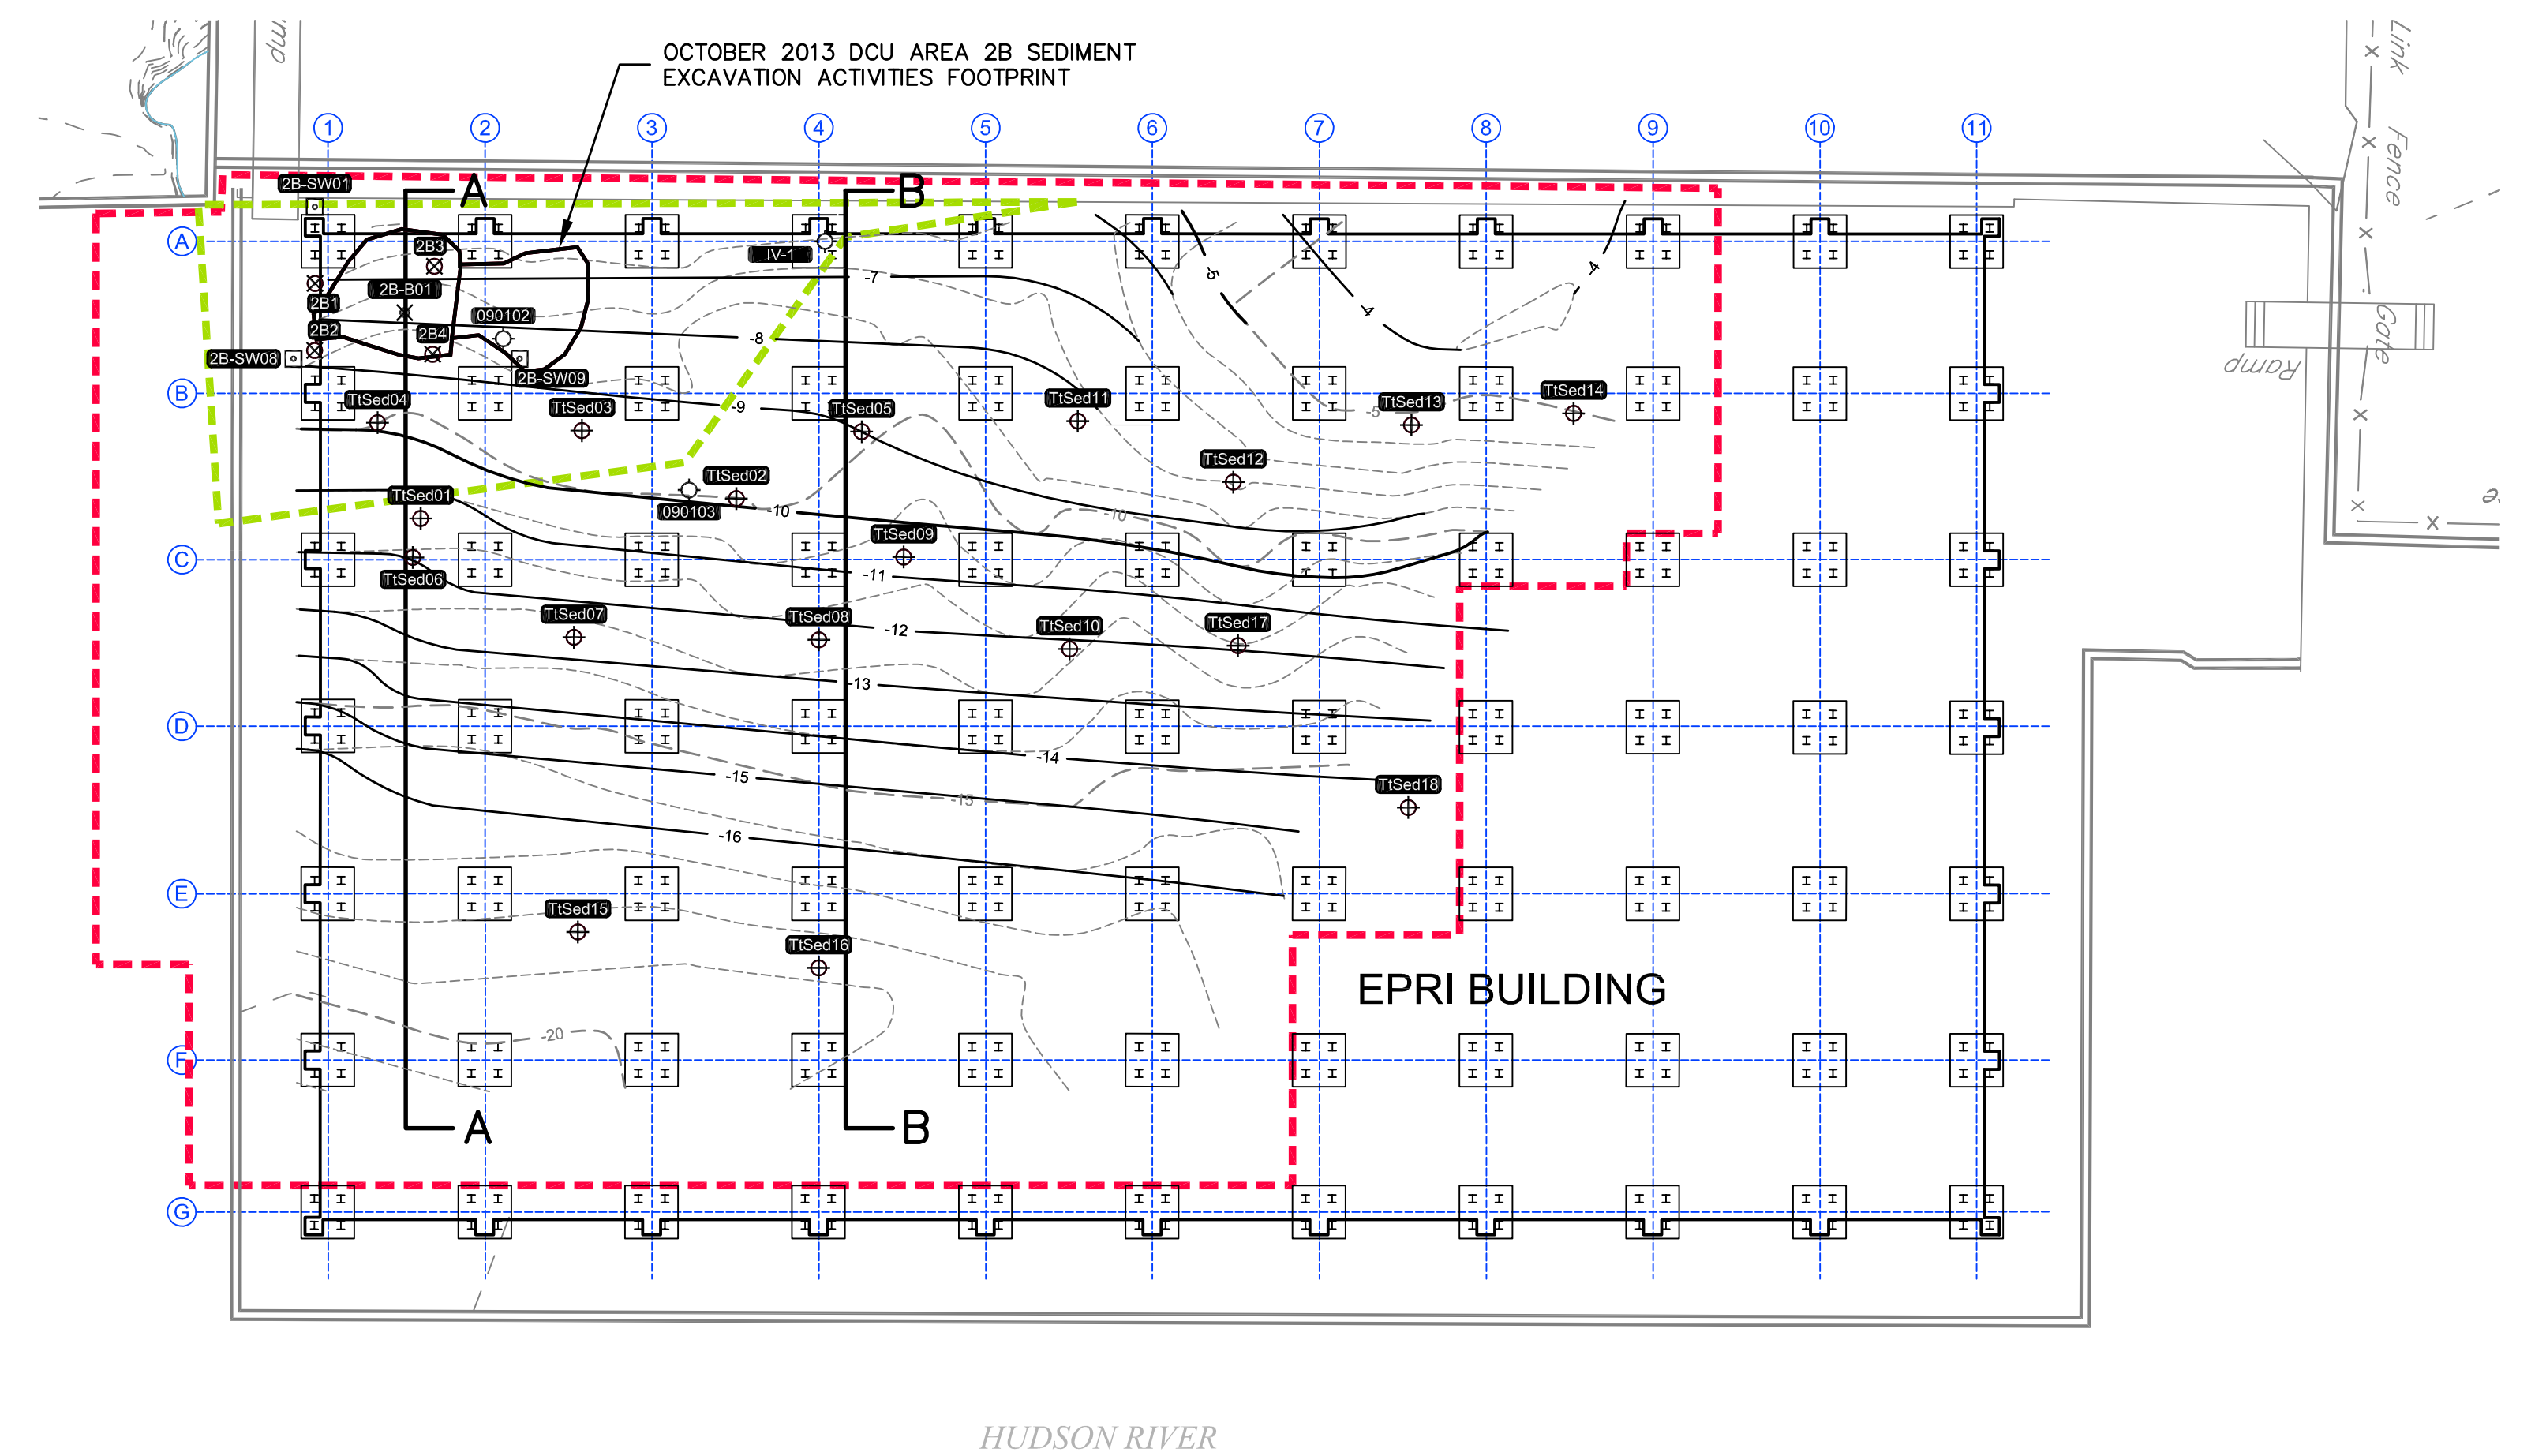 mp
OCTOBER 2013 DCU AREA 2B SEDIMENT
EXCAVATION ACTIVITIES FOOTPRINT
Link
Fence
Gate
Ramp
e
X
X
X
X
X
X
X
1
2
3
4
5
6
7
8
9
10
11
2B-SW01
A
B
A
2B3
IV-1
-7
-5
-4
-4
2B-B01
2B1
2B2
2B4
090102
-8
2B-SW08
2B-SW09
B
TtSed04
TtSed03
-9
TtSed05
TtSed11
-5
TtSed13
TtSed14
TtSed01
TtSed02
090103
-10
-10
TtSed12
TtSed09
C
TtSed06
-11
TtSed07
TtSed08
-12
TtSed10
TtSed17
-13
D
-14
-15
-15
TtSed18
-16
E
TtSed15
TtSed16
EPRI BUILDING
-20
F
A
B
G
HUDSON RIVER